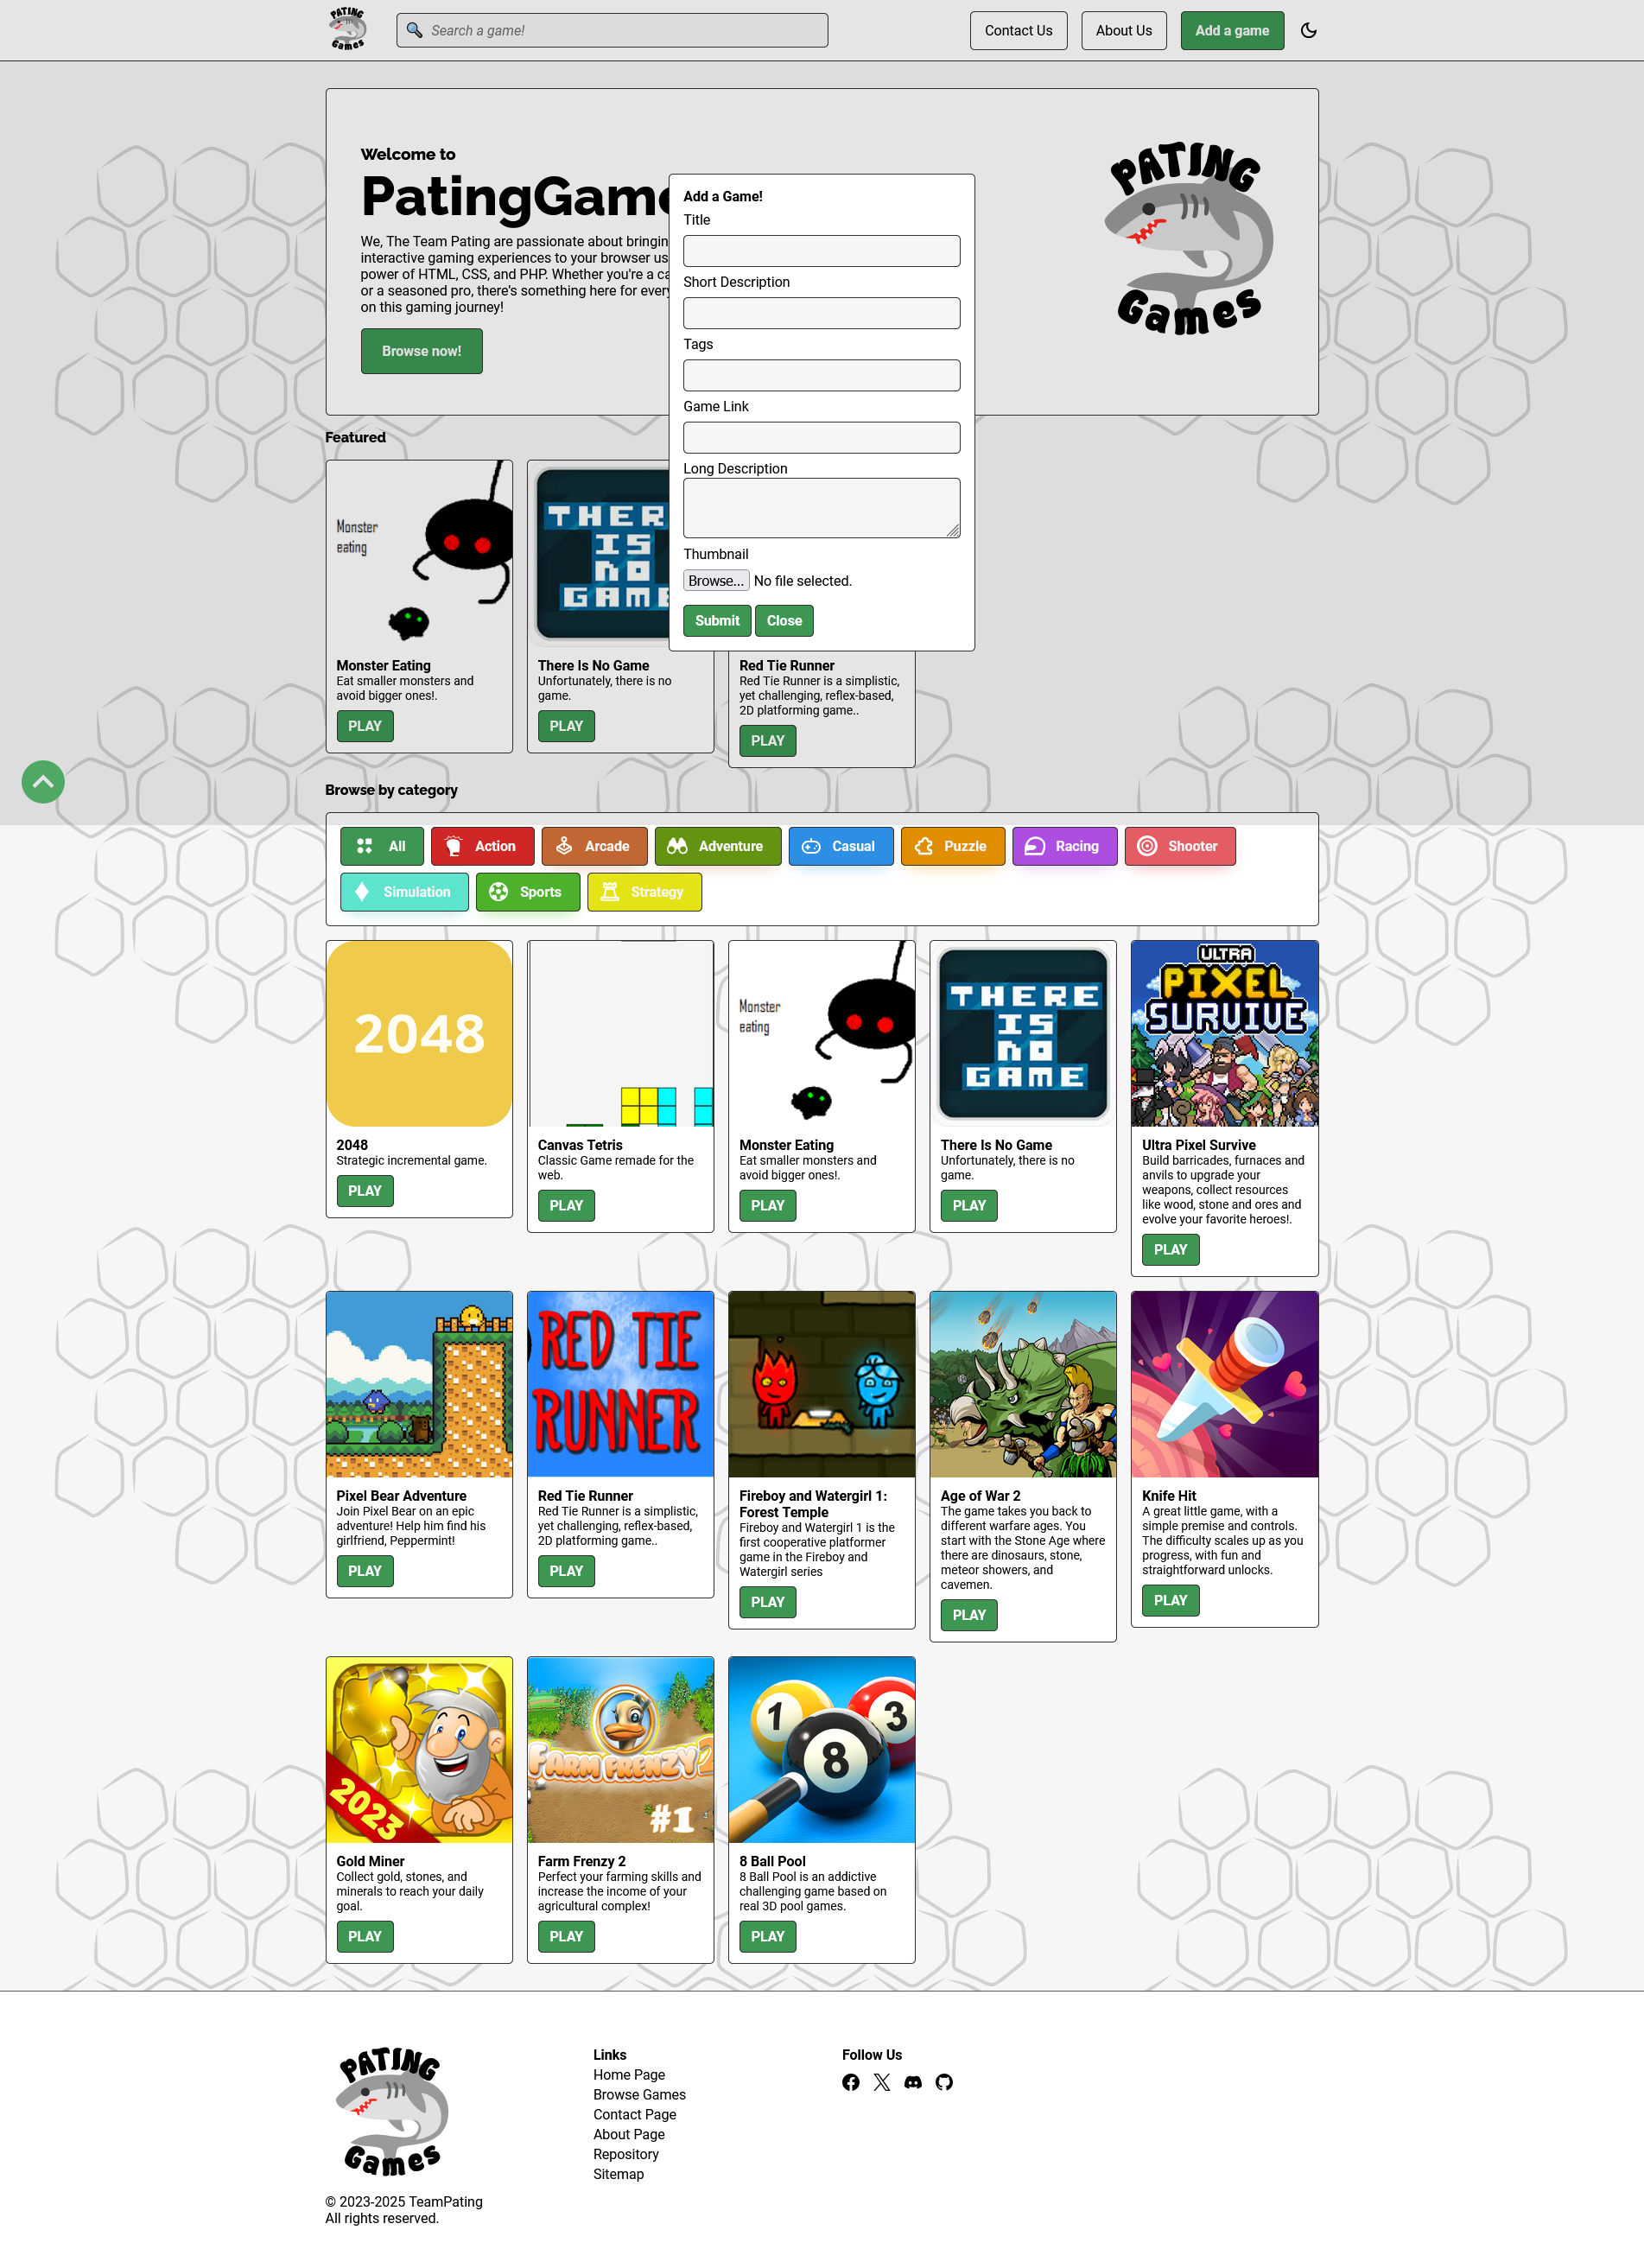 PATING
Games
Search a game!
Contact Us
About Us
Add a game
Welcome to
PatingGame
We, The Team Pating are passionate about bringin
interactive gaming experiences to your browser us
power of HTML, CSS, and PHP. Whether you're a ca
or a seasoned pro, there's something here for every
on this gaming journey!
Browse now!
PATING
Games
Add a Game!
Title
Short Description
Tags
Game Link
Long Description
Thumbnail
Browse... No file selected.
Submit
Close
Featured
Monster
eating
Monster Eating
Eat smaller monsters and
avoid bigger ones!.
PLAY
THER
IS
NO
GAME
There Is No Game
Unfortunately, there is no
game.
PLAY
Red Tie Runner
Red Tie Runner is a simplistic,
yet challenging, reflex-based,
2D platforming game..
PLAY
Browse by category
All
Action
Arcade
Adventure
Casual
Puzzle
Racing
Shooter
Simulation
Sports
Strategy
2048
2048
Strategic incremental game.
PLAY
Canvas Tetris
Classic Game remade for the
web.
PLAY
Monster
eating
Monster Eating
Eat smaller monsters and
avoid bigger ones!.
PLAY
THERE
IS
NO
GAME
There Is No Game
Unfortunately, there is no
game.
PLAY
ULTRA
PIXEL
SURVIVE
Ultra Pixel Survive
Build barricades, furnaces and
anvils to upgrade your
weapons, collect resources
like wood, stone and ores and
evolve your favorite heroes!.
PLAY
Pixel Bear Adventure
Join Pixel Bear on an epic
adventure! Help him find his
girlfriend, Peppermint!
PLAY
RED TIE
RUNNER
Red Tie Runner
Red Tie Runner is a simplistic,
yet challenging, reflex-based,
2D platforming game..
PLAY
Fireboy and Watergirl 1:
Forest Temple
Fireboy and Watergirl 1 is the
first cooperative platformer
game in the Fireboy and
Watergirl series
PLAY
Age of War 2
The game takes you back to
different warfare ages. You
start with the Stone Age where
there are dinosaurs, stone,
meteor showers, and
cavemen.
PLAY
Knife Hit
A great little game, with a
simple premise and controls.
The difficulty scales up as you
progress, with fun and
straightforward unlocks.
PLAY
2023
Gold Miner
Collect gold, stones, and
minerals to reach your daily
goal.
PLAY
FARM FRENZY 2
#1
Farm Frenzy 2
Perfect your farming skills and
increase the income of your
agricultural complex!
PLAY
1
3
8
8 Ball Pool
8 Ball Pool is an addictive
challenging game based on
real 3D pool games.
PLAY
PATING
Games
© 2023-2025 TeamPating
All rights reserved.
Links
Home Page
Browse Games
Contact Page
About Page
Repository
Sitemap
Follow Us